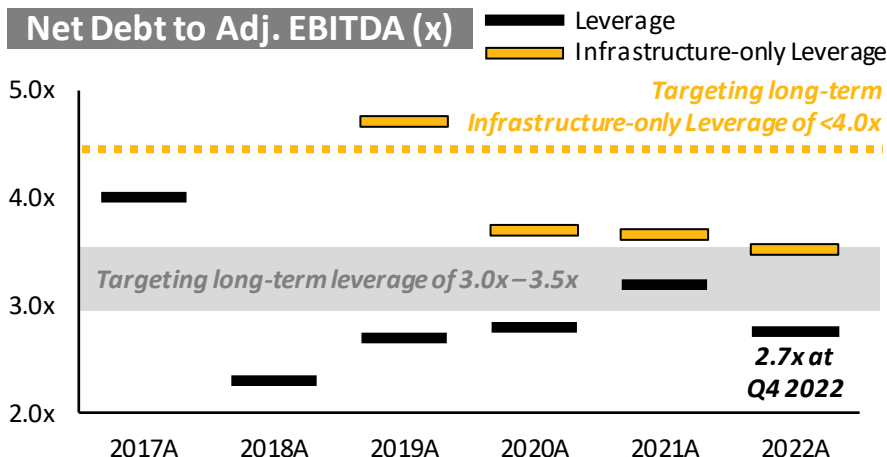 Net Debt to Adj. EBITDA (x)
Leverage
Infrastructure-only Leverage
5.0x
Targeting long-term
Infrastructure-only Leverage of <4.0x
4.0x
Targeting long-term leverage of 3.0x – 3.5x
3.0x
2.7x at
Q4 2022
2.0x
2017A 2018A 2019A 2020A 2021A 2022A